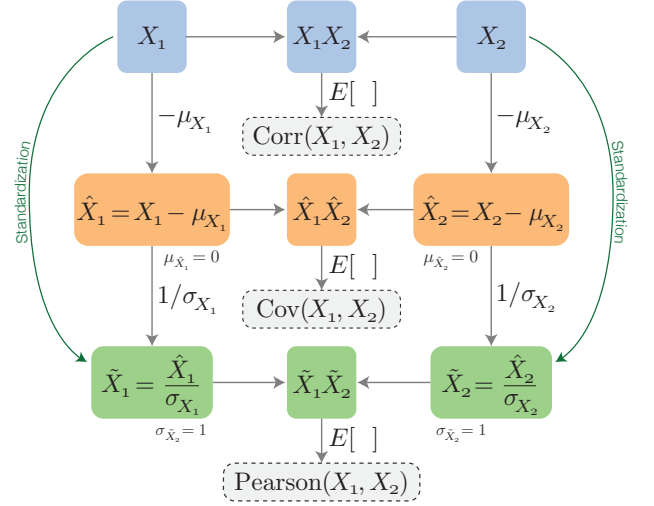 X₁ X₁X₂ X₂
E[ ]
−μ_{X₁} −μ_{X₂}
Corr(X₁, X₂)
Standardization Standardization
X̂₁ = X₁ − μ_{X₁} X̂₁X̂₂ X̂₂ = X₂ − μ_{X₂}
μ_{X̂₁} = 0 μ_{X̂₂} = 0
E[ ]
1/σ_{X₁} 1/σ_{X₂}
Cov(X₁, X₂)
X̃₁ = X̂₁/σ_{X₁} X̃₁X̃₂ X̃₂ = X̂₂/σ_{X₂}
σ_{X̃₂} = 1 σ_{X̃₂} = 1
E[ ]
Pearson(X₁, X₂)